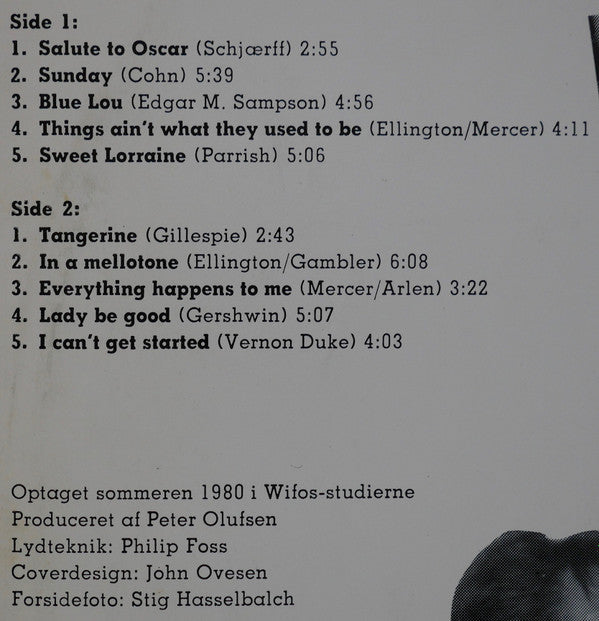 Side 1:
1. Salute to Oscar (Schjærff) 2:55
2. Sunday (Cohn) 5:39
3. Blue Lou (Edgar M. Sampson) 4:56
4. Things ain't what they used to be (Ellington/Mercer) 4:11
5. Sweet Lorraine (Parrish) 5:06
Side 2:
1. Tangerine (Gillespie) 2:43
2. In a mellotone (Ellington/Gambler) 6:08
3. Everything happens to me (Mercer/Arlen) 3:22
4. Lady be good (Gershwin) 5:07
5. I can't get started (Vernon Duke) 4:03
Optaget sommeren 1980 i Wifos-studierne
Produceret af Peter Olufsen
Lydteknik: Philip Foss
Coverdesign: John Ovesen
Forsidefoto: Stig Hasselbalch